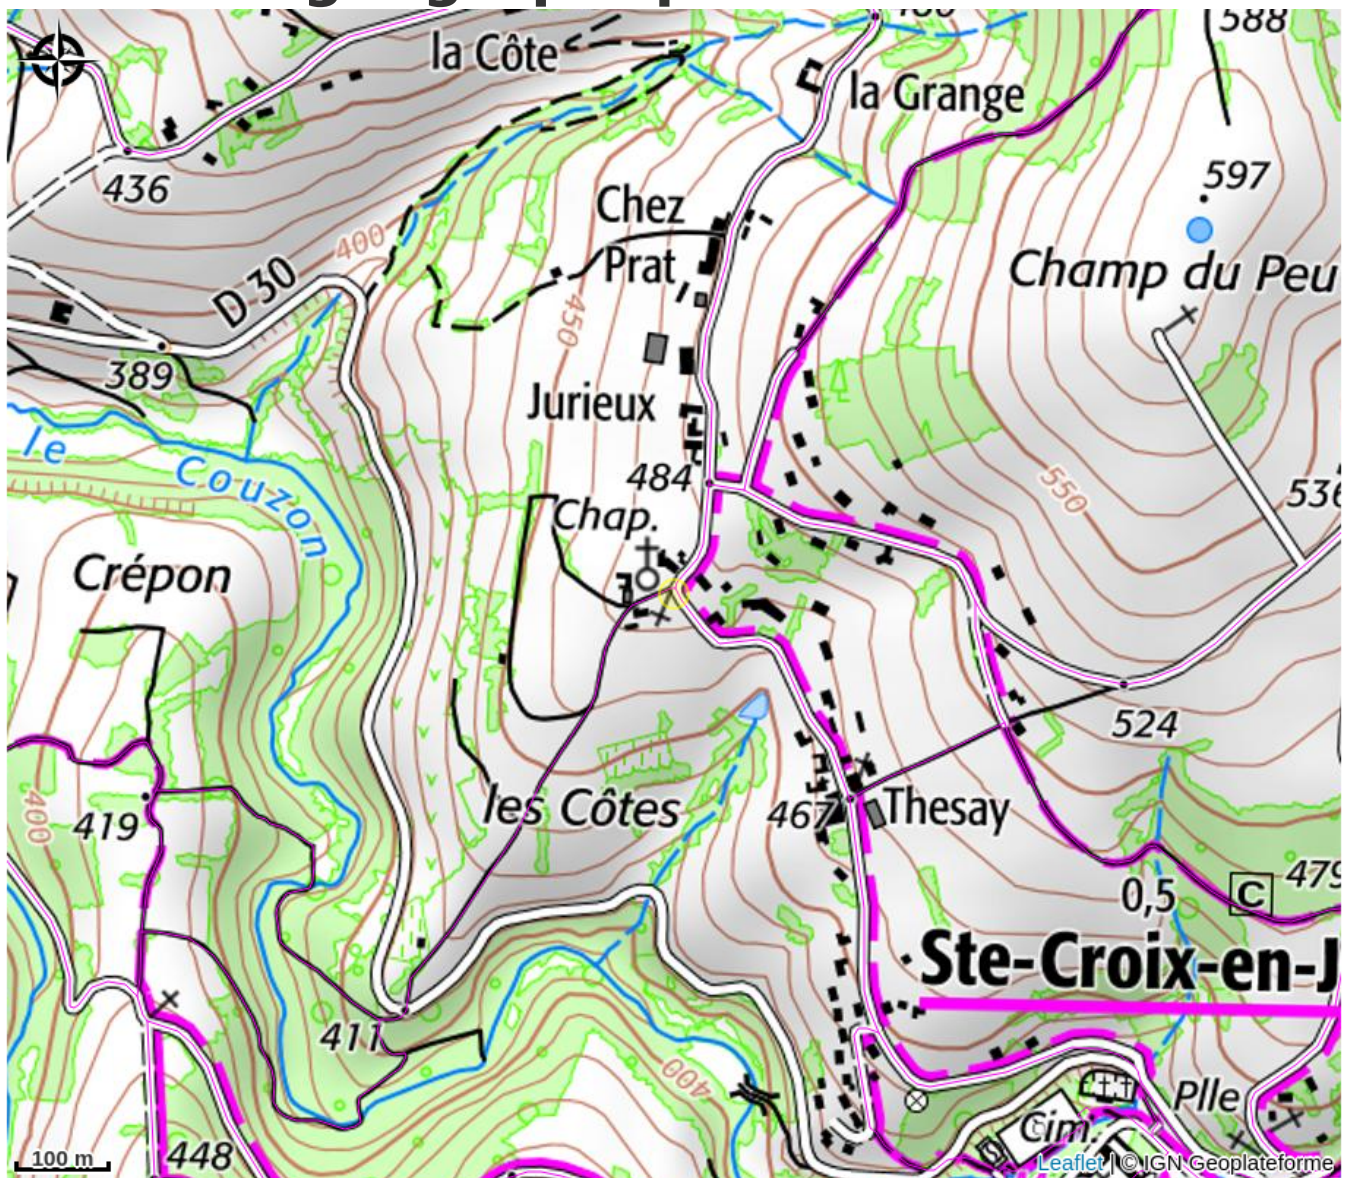 588
la Côte
la Grange
436
597
Chez
Prat
400
Champ du Peu
D 30
450
389
Jurieux
le Couzon
484
550
536
Chap.
Crépon
524
les Côtes
467
Thesay
400
419
479
0,5
C
Ste-Croix-en-J
411
400
Plle
Cim.
448
100 m
Leaflet | © IGN Geoplateforme